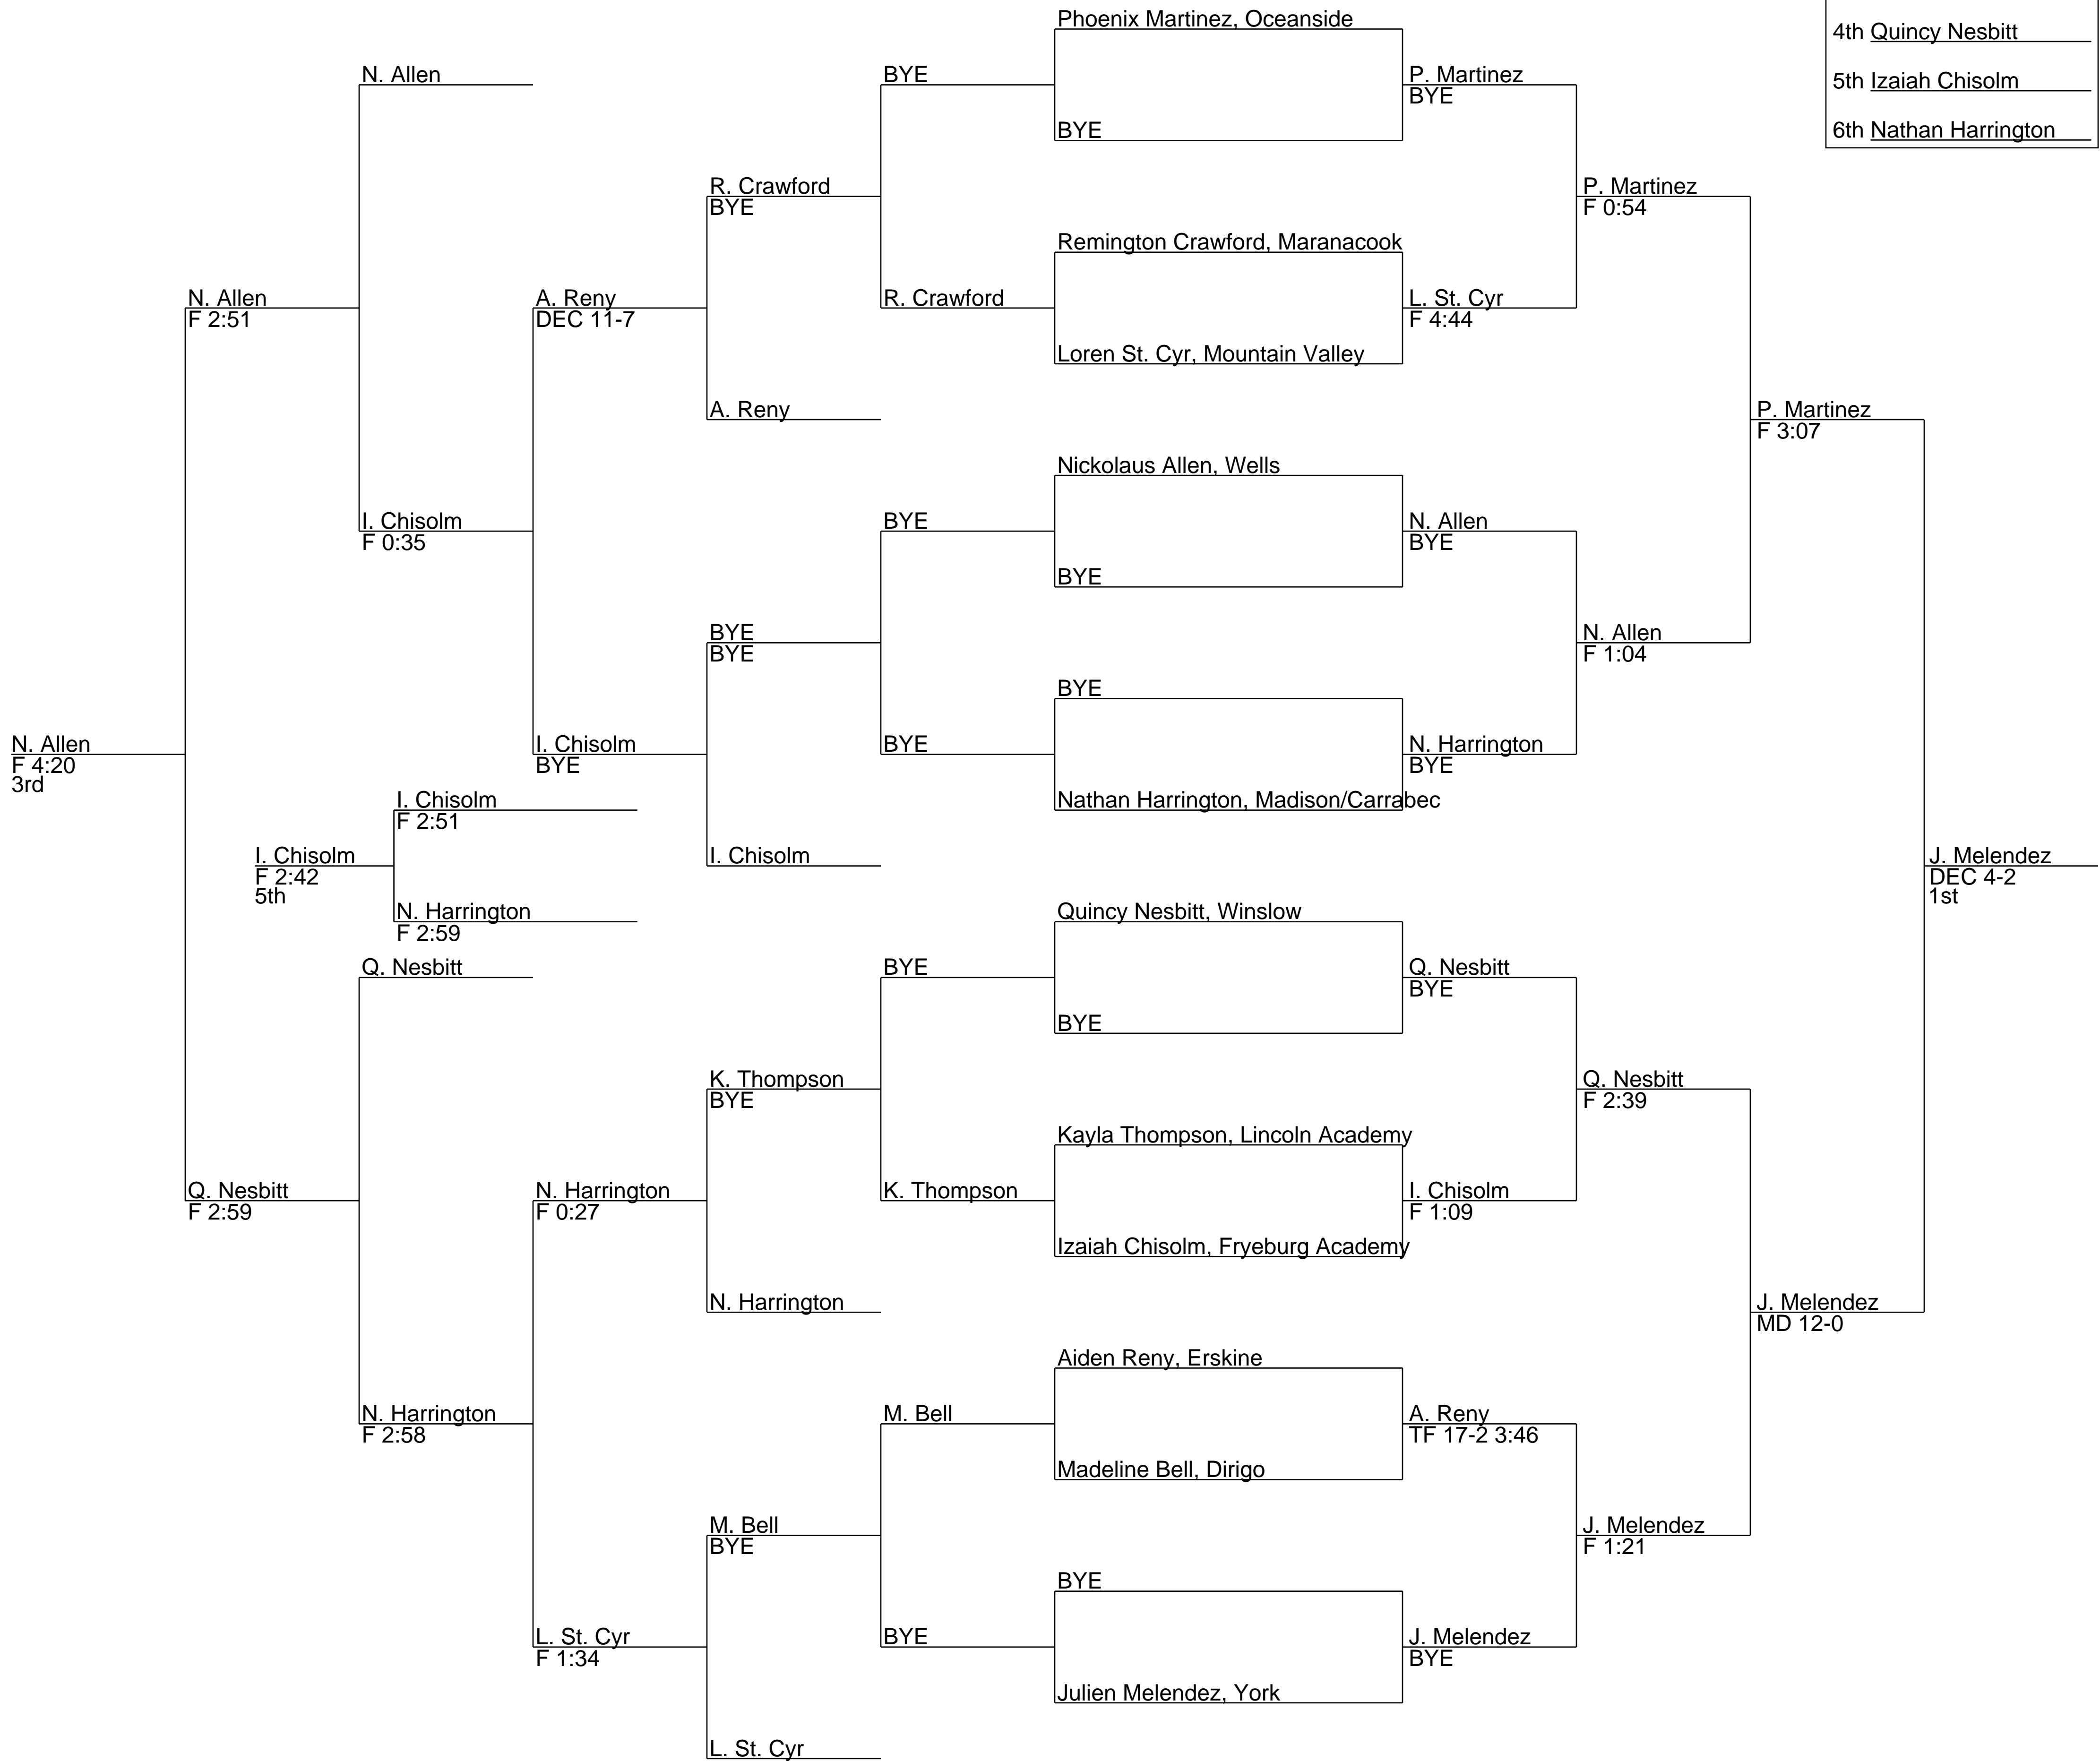 Phoenix Martinez, Oceanside
4th Quincy Nesbitt
N. Allen
BYE
P. Martinez
BYE
5th Izaiah Chisolm
BYE
6th Nathan Harrington
R. Crawford
BYE
P. Martinez
F 0:54
Remington Crawford, Maranacook
N. Allen
F 2:51
A. Reny
DEC 11-7
R. Crawford
L. St. Cyr
F 4:44
Loren St. Cyr, Mountain Valley
A. Reny
P. Martinez
F 3:07
Nickolaus Allen, Wells
I. Chisolm
F 0:35
BYE
N. Allen
BYE
BYE
BYE
BYE
N. Allen
F 1:04
BYE
N. Allen
F 4:20
3rd
I. Chisolm
BYE
BYE
N. Harrington
BYE
I. Chisolm
F 2:51
Nathan Harrington, Madison/Carrabec
I. Chisolm
F 2:42
5th
I. Chisolm
J. Melendez
DEC 4-2
1st
N. Harrington
F 2:59
Quincy Nesbitt, Winslow
Q. Nesbitt
BYE
Q. Nesbitt
BYE
BYE
K. Thompson
BYE
Q. Nesbitt
F 2:39
Kayla Thompson, Lincoln Academy
Q. Nesbitt
F 2:59
N. Harrington
F 0:27
K. Thompson
I. Chisolm
F 1:09
Izaiah Chisolm, Fryeburg Academy
N. Harrington
J. Melendez
MD 12-0
Aiden Reny, Erskine
N. Harrington
F 2:58
M. Bell
A. Reny
TF 17-2 3:46
Madeline Bell, Dirigo
M. Bell
BYE
J. Melendez
F 1:21
BYE
L. St. Cyr
F 1:34
BYE
J. Melendez
BYE
Julien Melendez, York
L. St. Cyr